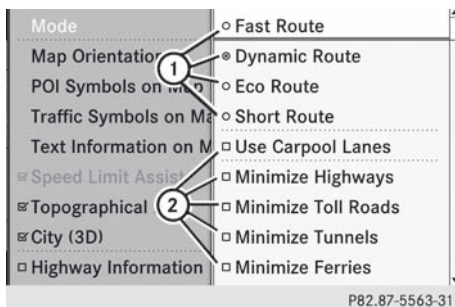 Mode
Map Orientation
POI Symbols on Map
Traffic Symbols on Ma
Text Information on M
Speed Limit Assist
Topographical
City (3D)
Highway Information
Fast Route
Dynamic Route
Eco Route
Short Route
Use Carpool Lanes
Minimize Highways
Minimize Toll Roads
Minimize Tunnels
Minimize Ferries
1
2
P82.87-5563-31